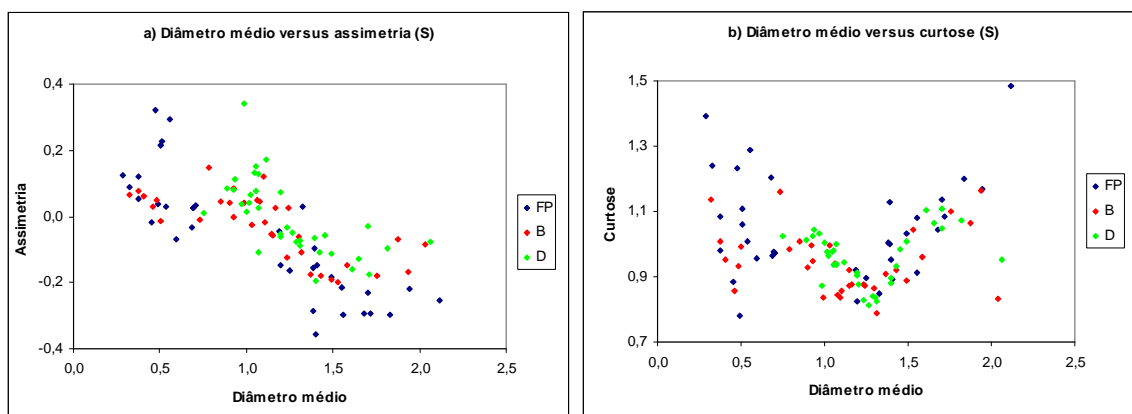 a) Diâmetro médio versus assimetria (S)
0,4
0,2
0,0
-0,2
-0,4
Assimetria
0,0 0,5 1,0 1,5 2,0 2,5
Diâmetro médio
FP
B
D
b) Diâmetro médio versus curtose (S)
1,5
1,3
1,1
0,9
0,7
Curtose
0,0 0,5 1,0 1,5 2,0 2,5
Diâmetro médio
FP
B
D